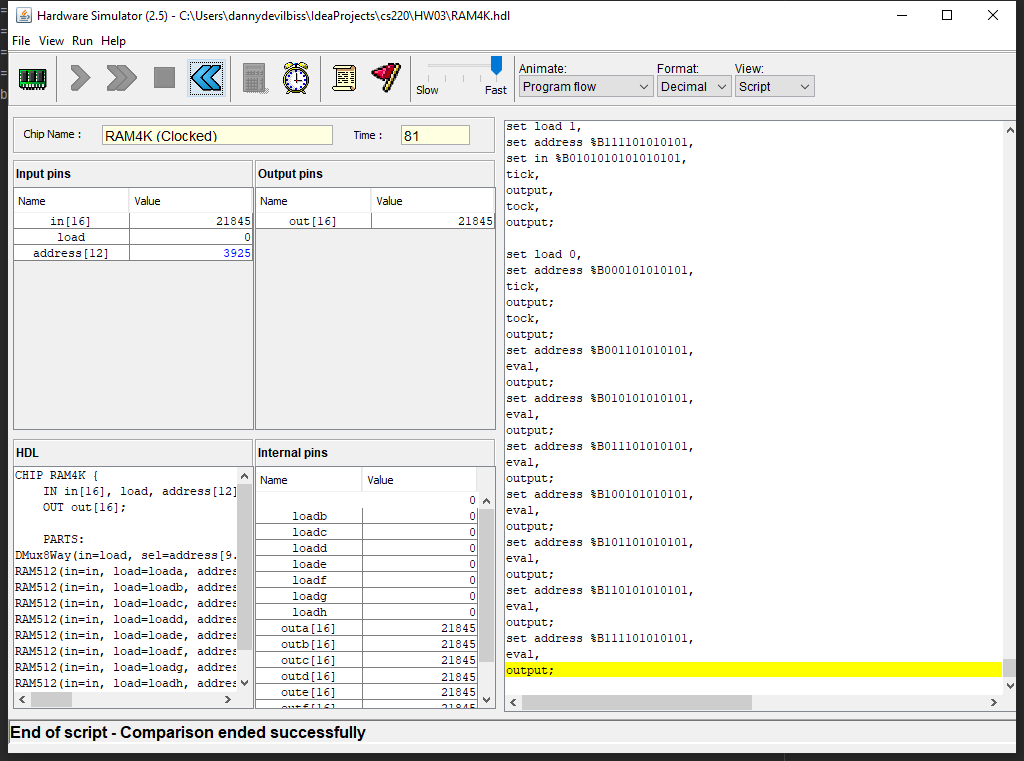 Hardware Simulator (2.5) - C:\Users\dannydevilbiss\IdeaProjects\cs220\HW03\RAM4K.hdl
File View Run Help
Slow Fast
Animate: Format: View:
Program flow Decimal Script
Chip Name : RAM4K (Clocked) Time : 81
Input pins
Name Value
in[16] 21845
load 0
address[12] 3925
Output pins
Name Value
out[16] 21845
HDL
CHIP RAM4K {
IN in[16], load, address[12]
OUT out[16];
PARTS:
DMux8Way(in=load, sel=address[9.
RAM512(in=in, load=loada, addres
RAM512(in=in, load=loadb, addres
RAM512(in=in, load=loadc, addres
RAM512(in=in, load=loadd, addres
RAM512(in=in, load=loade, addres
RAM512(in=in, load=loadf, addres
RAM512(in=in, load=loadg, addres
RAM512(in=in, load=loadh, addres
Internal pins
Name Value
0
loadb 0
loadc 0
loadd 0
loade 0
loadf 0
loadg 0
loadh 0
outa[16] 21845
outb[16] 21845
outc[16] 21845
outd[16] 21845
oute[16] 21845
outf[16] 21845
set load 1,
set address %B111101010101,
set in %B0101010101010101,
tick,
output,
tock,
output;
set load 0,
set address %B000101010101,
tick,
output;
tock,
output;
set address %B001101010101,
eval,
output;
set address %B010101010101,
eval,
output;
set address %B011101010101,
eval,
output;
set address %B100101010101,
eval,
output;
set address %B101101010101,
eval,
output;
set address %B110101010101,
eval,
output;
set address %B111101010101,
eval,
output;
End of script - Comparison ended successfully